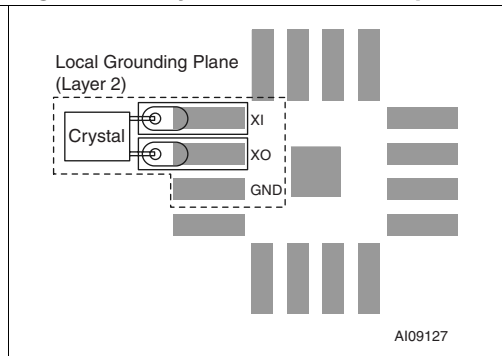 Local Grounding Plane
(Layer 2)
XI
Crystal
XO
GND
AI09127